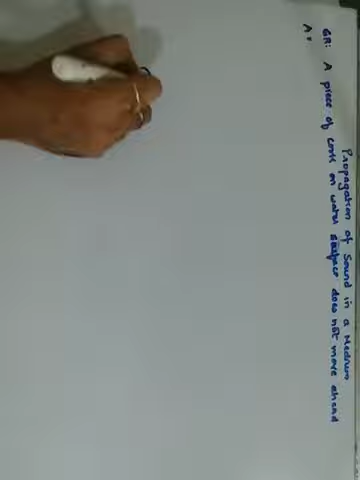 Propagation of Sound in a Medium
GR: A piece of cork on water surface does not move ahead
A: